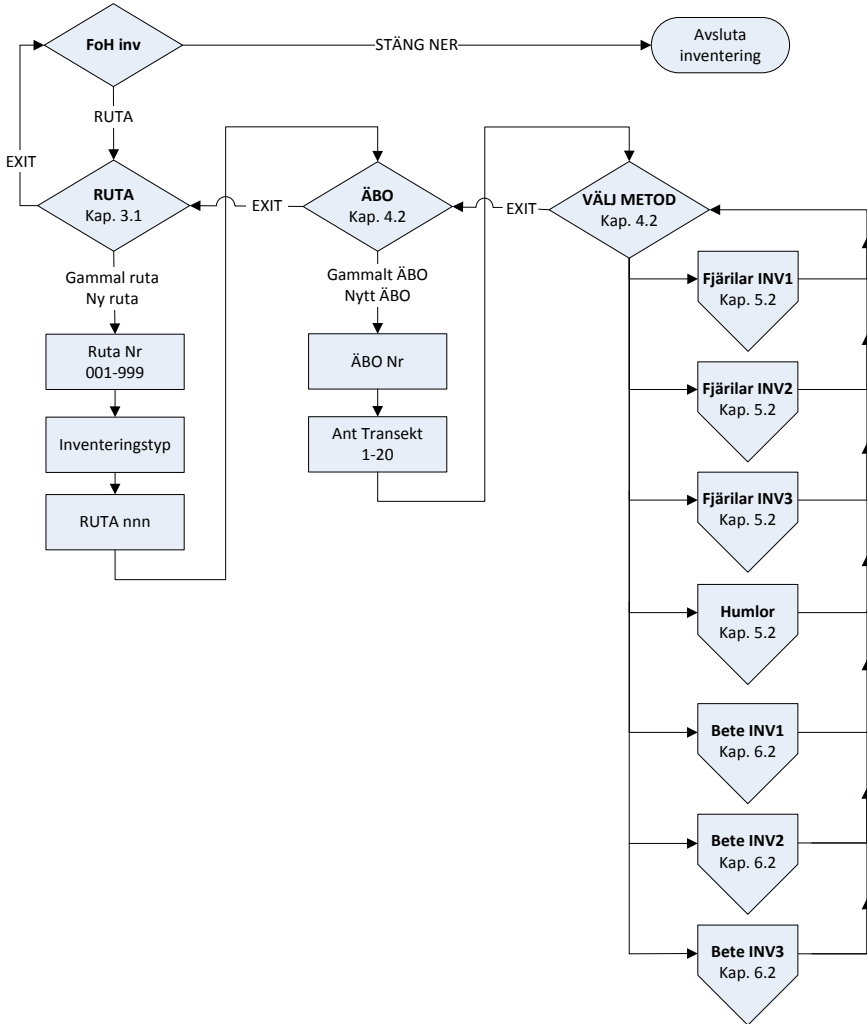 FoH inv
STÄNG NER
Avsluta
inventering
RUTA
EXIT
RUTA
Kap. 3.1
EXIT
ÄBO
Kap. 4.2
EXIT
VÄLJ METOD
Kap. 4.2
Gammal ruta
Ny ruta
Ruta Nr
001-999
Inventeringstyp
RUTA nnn
Gammalt ÄBO
Nytt ÄBO
ÄBO Nr
Ant Transekt
1-20
Fjärilar INV1
Kap. 5.2
Fjärilar INV2
Kap. 5.2
Fjärilar INV3
Kap. 5.2
Humlor
Kap. 5.2
Bete INV1
Kap. 6.2
Bete INV2
Kap. 6.2
Bete INV3
Kap. 6.2